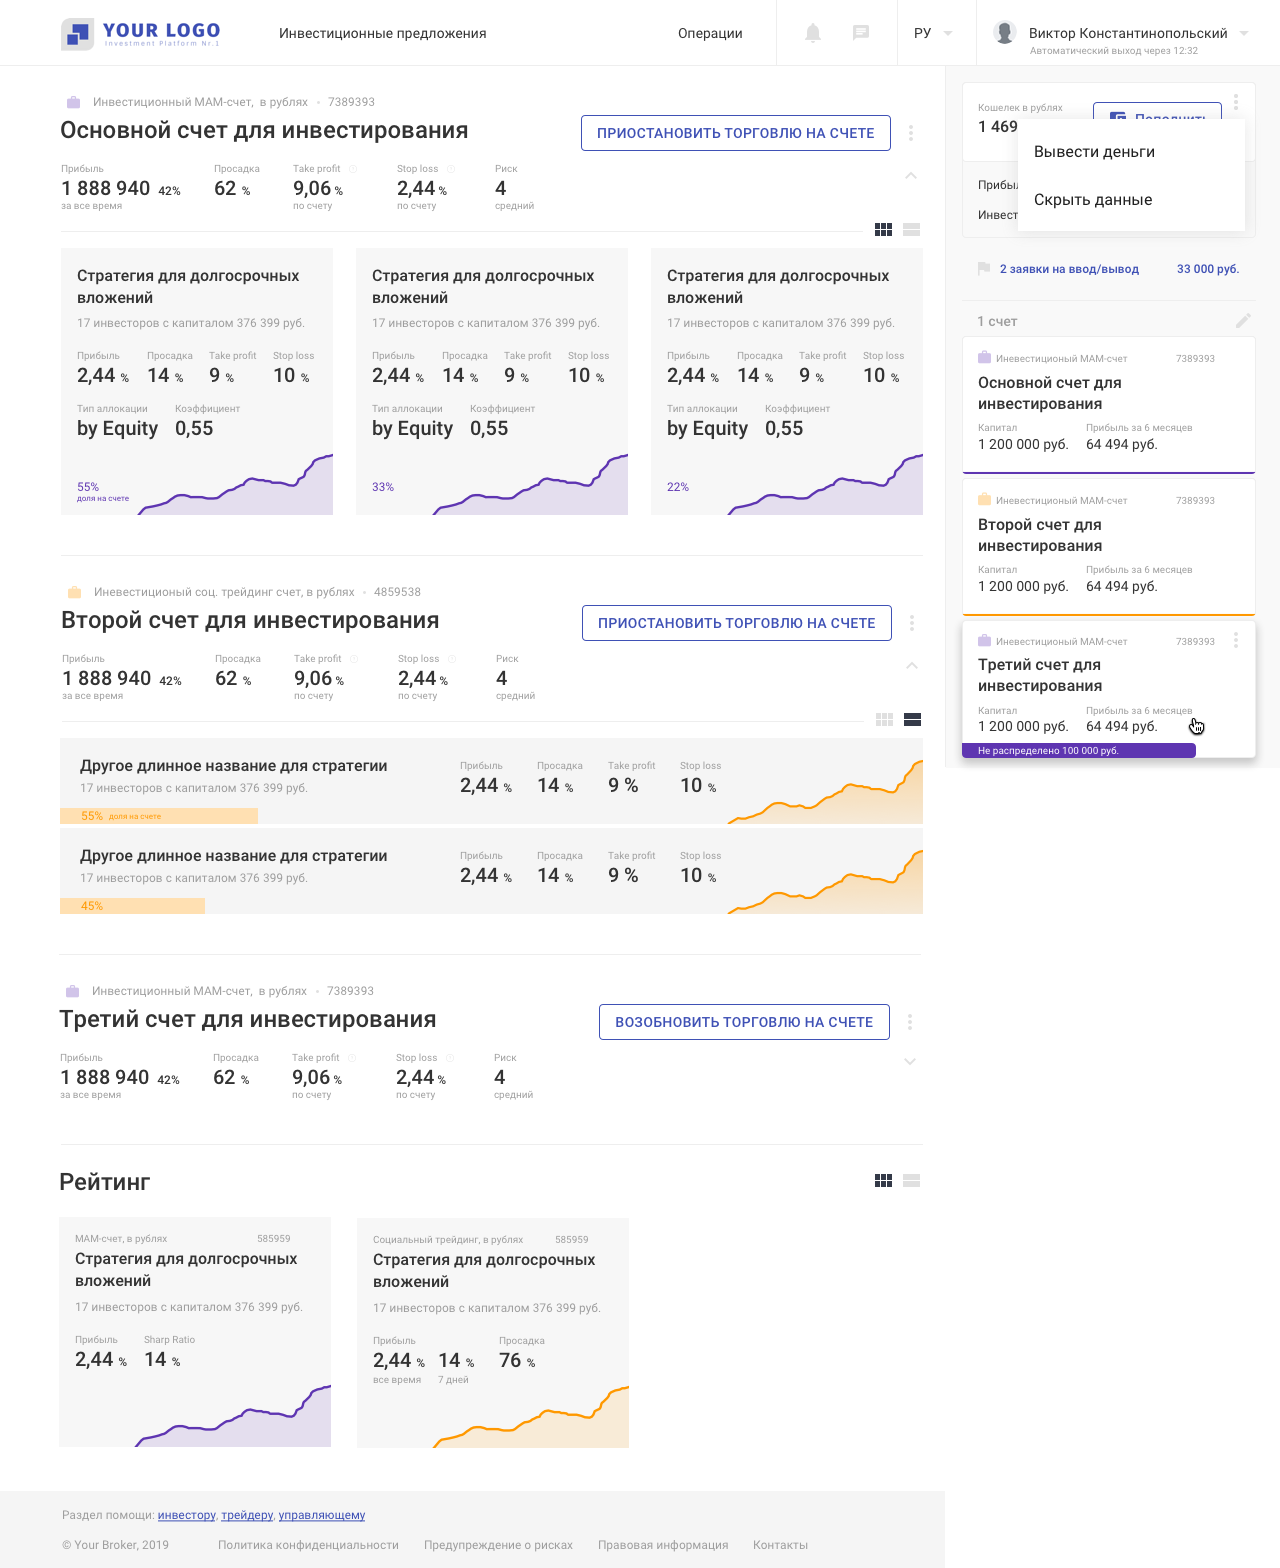 YOUR LOGO
Investment Platform Nr.1
Инвестиционные предложения
Операции
РУ
Виктор Константинопольский
Автоматический выход через 12:32
Инвестиционный МАМ-счет, в рублях • 7389393
Основной счет для инвестирования
ПРИОСТАНОВИТЬ ТОРГОВЛЮ НА СЧЕТЕ
Прибыль Просадка Take profit Stop loss Риск
1 888 940 42% 62 % 9,06 % 2,44 % 4
за все время по счету по счету средний
Стратегия для долгосрочных
вложений
17 инвесторов с капиталом 376 399 руб.
Прибыль Просадка Take profit Stop loss
2,44 % 14 % 9 % 10 %
Тип аллокации Коэффициент
by Equity 0,55
55%
доля на счете
Стратегия для долгосрочных
вложений
17 инвесторов с капиталом 376 399 руб.
Прибыль Просадка Take profit Stop loss
2,44 % 14 % 9 % 10 %
Тип аллокации Коэффициент
by Equity 0,55
33%
Стратегия для долгосрочных
вложений
17 инвесторов с капиталом 376 399 руб.
Прибыль Просадка Take profit Stop loss
2,44 % 14 % 9 % 10 %
Тип аллокации Коэффициент
by Equity 0,55
22%
Инвестиционый соц. трейдинг счет, в рублях • 4859538
Второй счет для инвестирования
ПРИОСТАНОВИТЬ ТОРГОВЛЮ НА СЧЕТЕ
Прибыль Просадка Take profit Stop loss Риск
1 888 940 42% 62 % 9,06 % 2,44 % 4
за все время по счету по счету средний
Другое длинное название для стратегии
17 инвесторов с капиталом 376 399 руб.
Прибыль Просадка Take profit Stop loss
2,44 % 14 % 9 % 10 %
55% доля на счете
Другое длинное название для стратегии
17 инвесторов с капиталом 376 399 руб.
Прибыль Просадка Take profit Stop loss
2,44 % 14 % 9 % 10 %
45%
Инвестиционный МАМ-счет, в рублях • 7389393
Третий счет для инвестирования
ВОЗОБНОВИТЬ ТОРГОВЛЮ НА СЧЕТЕ
Прибыль Просадка Take profit Stop loss Риск
1 888 940 42% 62 % 9,06 % 2,44 % 4
за все время по счету по счету средний
Рейтинг
МАМ-счет, в рублях 585959
Стратегия для долгосрочных
вложений
17 инвесторов с капиталом 376 399 руб.
Прибыль Sharp Ratio
2,44 % 14 %
Социальный трейдинг, в рублях 585959
Стратегия для долгосрочных
вложений
17 инвесторов с капиталом 376 399 руб.
Прибыль Просадка
2,44 % 14 % 76 %
все время 7 дней
Кошелек в рублях
1 469
Пополнить
Вывести деньги
Скрыть данные
2 заявки на ввод/вывод 33 000 руб.
1 счет
Иневестиционый МАМ-счет 7389393
Основной счет для
инвестирования
Капитал Прибыль за 6 месяцев
1 200 000 руб. 64 494 руб.
Иневестиционый МАМ-счет 7389393
Второй счет для
инвестирования
Капитал Прибыль за 6 месяцев
1 200 000 руб. 64 494 руб.
Иневестиционый МАМ-счет 7389393
Третий счет для
инвестирования
Капитал Прибыль за 6 месяцев
1 200 000 руб. 64 494 руб.
Не распределено 100 000 руб.
Раздел помощи: инвестору, трейдеру, управляющему
© Your Broker, 2019 Политика конфиденциальности Предупреждение о рисках Правовая информация Контакты